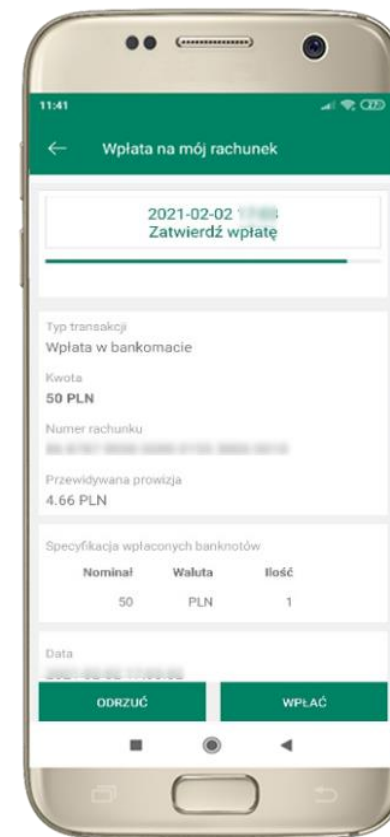 11:41
Wpłata na mój rachunek
2021-02-02
Zatwierdź wpłatę
Typ transakcji
Wpłata w bankomacie
Kwota
50 PLN
Numer rachunku
Przewidywana prowizja
4.66 PLN
Specyfikacja wpłaconych banknotów
Nominał Waluta Ilość
50 PLN 1
Data
ODRZUĆ WPŁAĆ